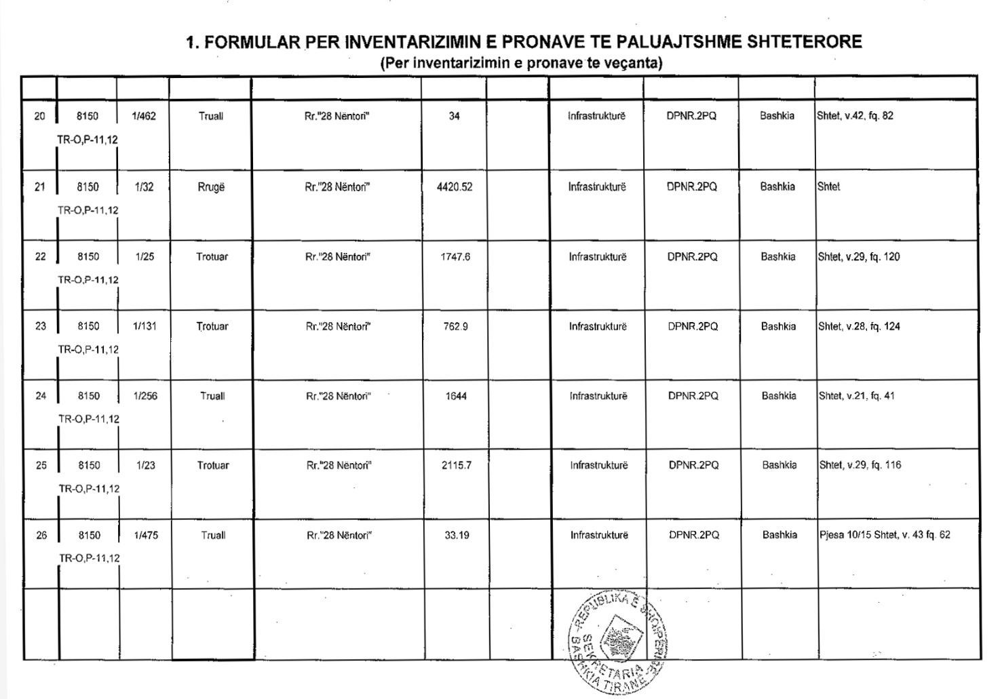 1. FORMULAR PER INVENTARIZIMIN E PRONAVE TE PALUAJTSHME SHTETERORE
(Per inventarizimin e pronave te veçanta)
20 8150 1/462 Truall Rr."28 Nëntori" 34 Infrastrukturë DPNR.2PQ Bashkia Shtet, v.42, fq. 82
TR-O,P-11,12
21 8150 1/32 Rrugë Rr."28 Nëntori" 4420.52 Infrastrukturë DPNR.2PQ Bashkia Shtet
TR-O,P-11,12
22 8150 1/25 Trotuar Rr."28 Nëntori" 1747.6 Infrastrukturë DPNR.2PQ Bashkia Shtet, v.29, fq. 120
TR-O,P-11,12
23 8150 1/131 Trotuar Rr."28 Nëntori" 762.9 Infrastrukturë DPNR.2PQ Bashkia Shtet, v.28, fq. 124
TR-O,P-11,12
24 8150 1/256 Truall Rr."28 Nëntori" 1644 Infrastrukturë DPNR.2PQ Bashkia Shtet, v.21, fq. 41
TR-O,P-11,12
25 8150 1/23 Trotuar Rr."28 Nëntori" 2115.7 Infrastrukturë DPNR.2PQ Bashkia Shtet, v.29, fq. 116
TR-O,P-11,12
26 8150 1/475 Truall Rr."28 Nëntori" 33.19 Infrastrukturë DPNR.2PQ Bashkia Pjesa 10/15 Shtet, v. 43 fq. 62
TR-O,P-11,12
REPUBLIKA E SHQIPERISE
BASHKIA TIRANE
SEKRETARIA